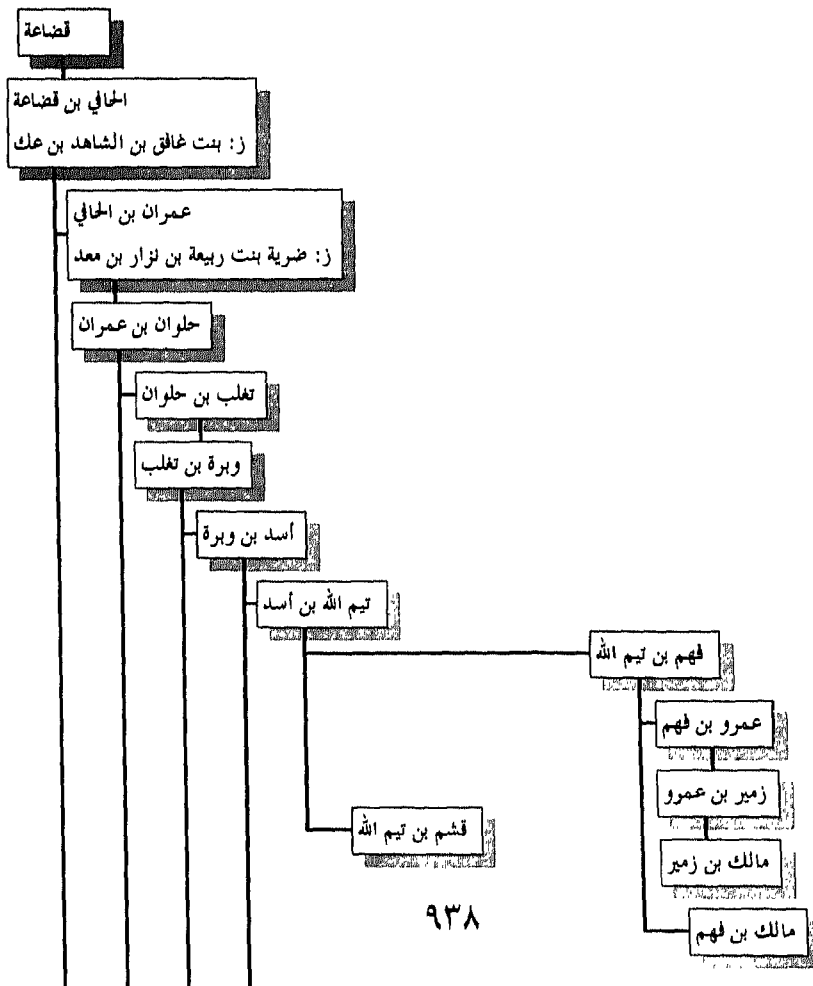 قضاعة
الحافي بن قضاعة
ز: بنت غافق بن الشاهد بن عك
عمران بن الحافي
ز: ضرية بنت ربيعة بن نزار بن معد
حلوان بن عمران
تغلب بن حلوان
وبرة بن تغلب
أسد بن وبرة
تيم الله بن أسد
فهم بن تيم الله
عمرو بن فهم
زمير بن عمرو
قشم بن تيم الله
مالك بن زمير
مالك بن فهم
٩٣٨